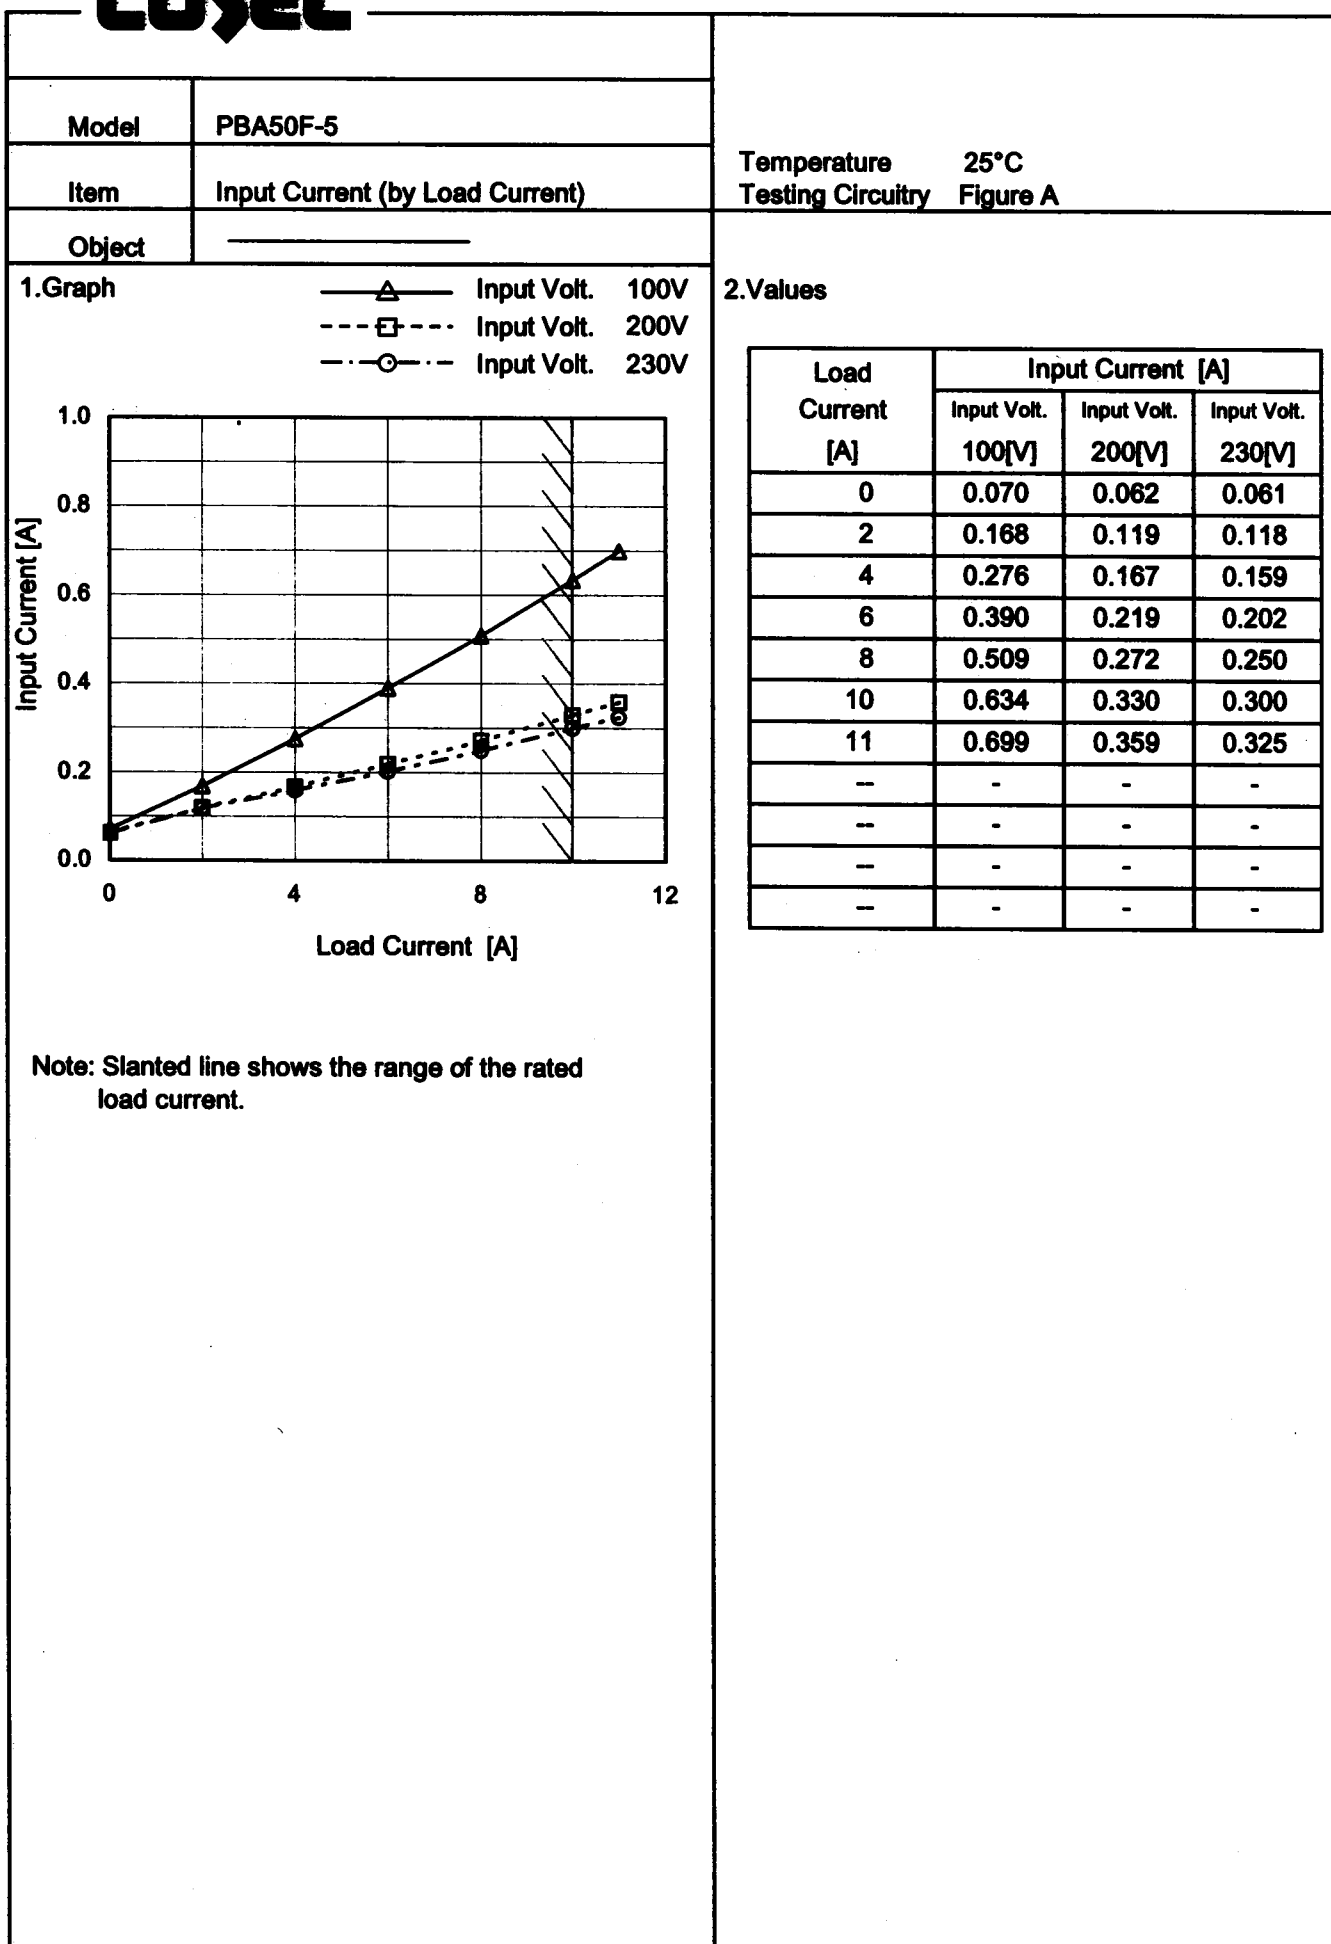 COSEL
Model PBA50F-5
Item Input Current (by Load Current)
Object
Temperature 25°C
Testing Circuitry Figure A
1.Graph
Input Volt. 100V
Input Volt. 200V
Input Volt. 230V
1.0
0.8
0.6
0.4
0.2
0.0
Input Current [A]
0 4 8 12
Load Current [A]
Note: Slanted line shows the range of the rated
load current.
2.Values
Load Input Current [A]
Current Input Volt. Input Volt. Input Volt.
[A] 100[V] 200[V] 230[V]
0 0.070 0.062 0.061
2 0.168 0.119 0.118
4 0.276 0.167 0.159
6 0.390 0.219 0.202
8 0.509 0.272 0.250
10 0.634 0.330 0.300
11 0.699 0.359 0.325
-- - - -
-- - - -
-- - - -
-- - - -